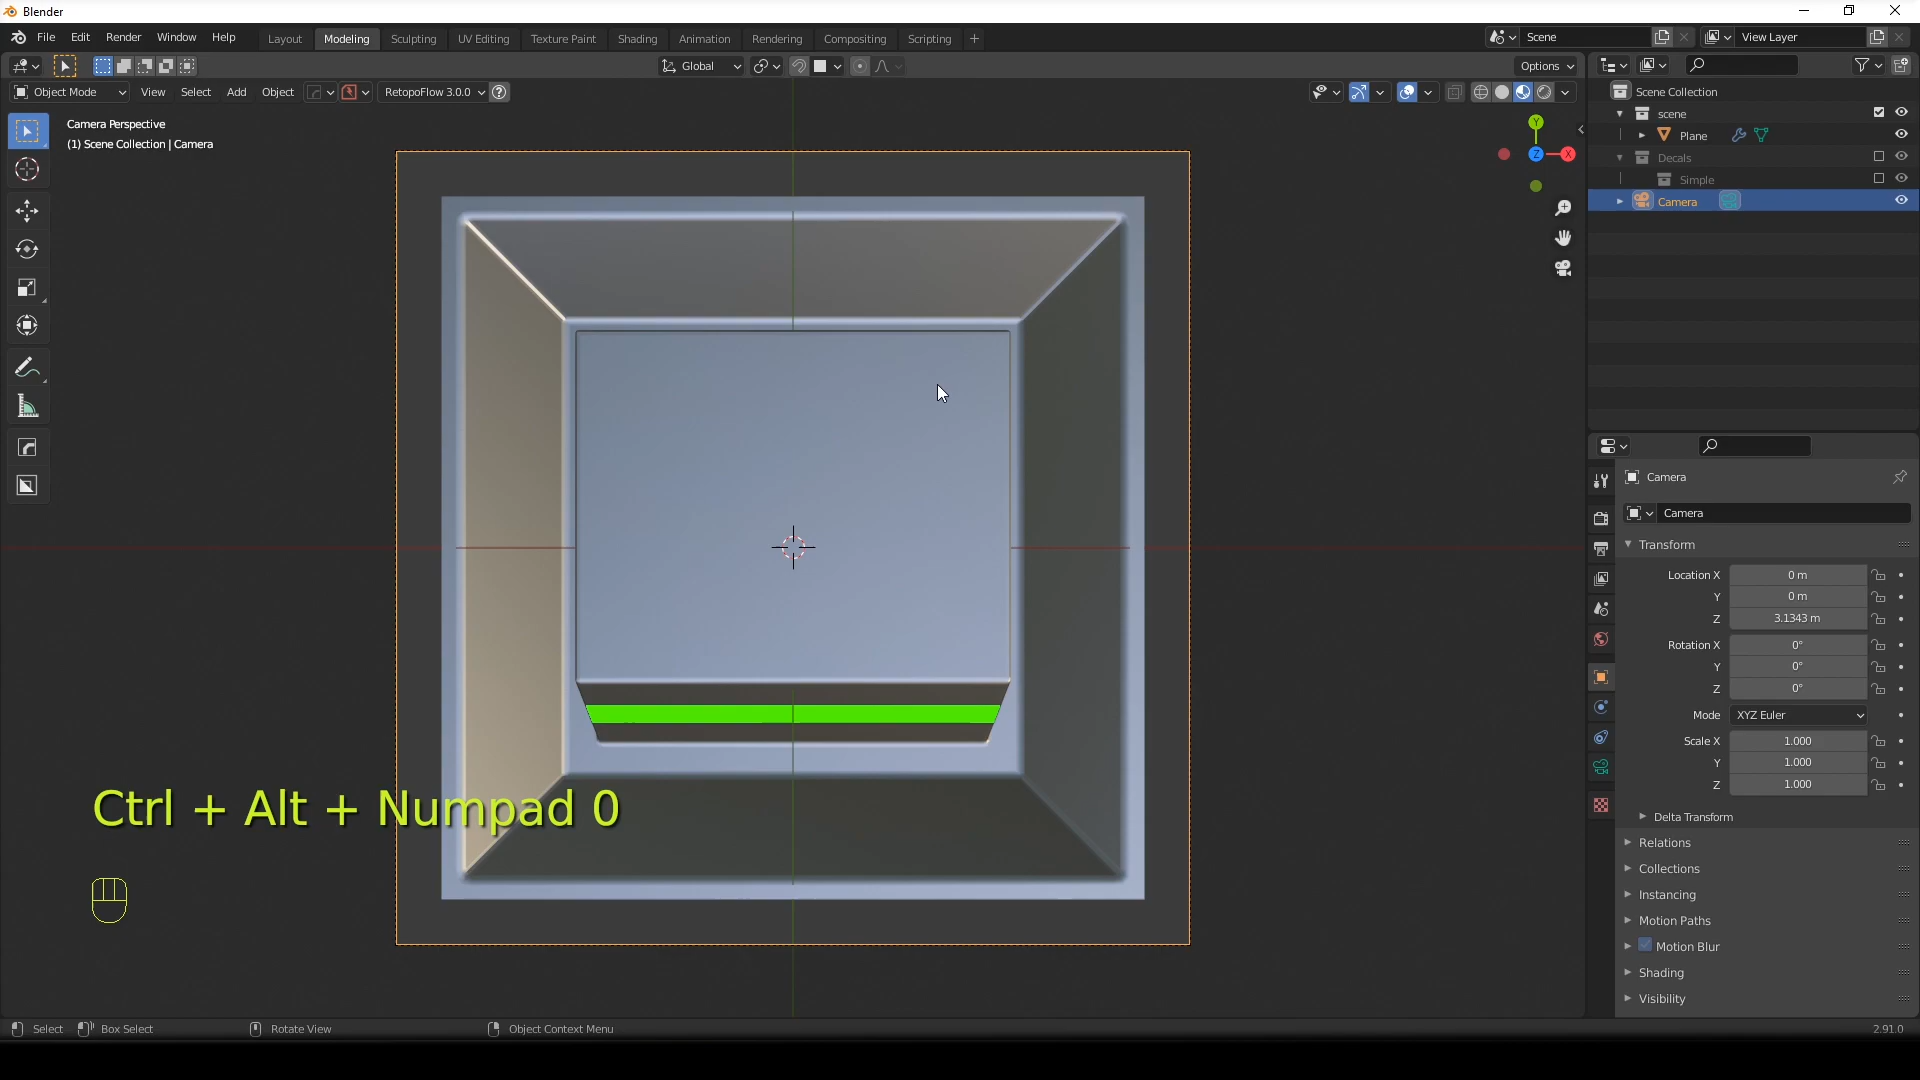 Blender
File Edit Render Window Help
Layout Modeling Sculpting UV Editing Texture Paint Shading Animation Rendering Compositing Scripting +
Scene
View Layer
Global
Options
Object Mode View Select Add Object RetopoFlow 3.0.0
Camera Perspective
(1) Scene Collection | Camera
Y
Z
X
Scene Collection
scene
Plane
Decals
Simple
Camera
Camera
Camera
Transform
Location X 0 m
Y 0 m
Z 3.1343 m
Rotation X 0°
Y 0°
Z 0°
Mode XYZ Euler
Scale X 1.000
Y 1.000
Z 1.000
Delta Transform
Relations
Collections
Instancing
Motion Paths
Motion Blur
Shading
Visibility
Ctrl + Alt + Numpad 0
Select Box Select Rotate View Object Context Menu
2.91.0